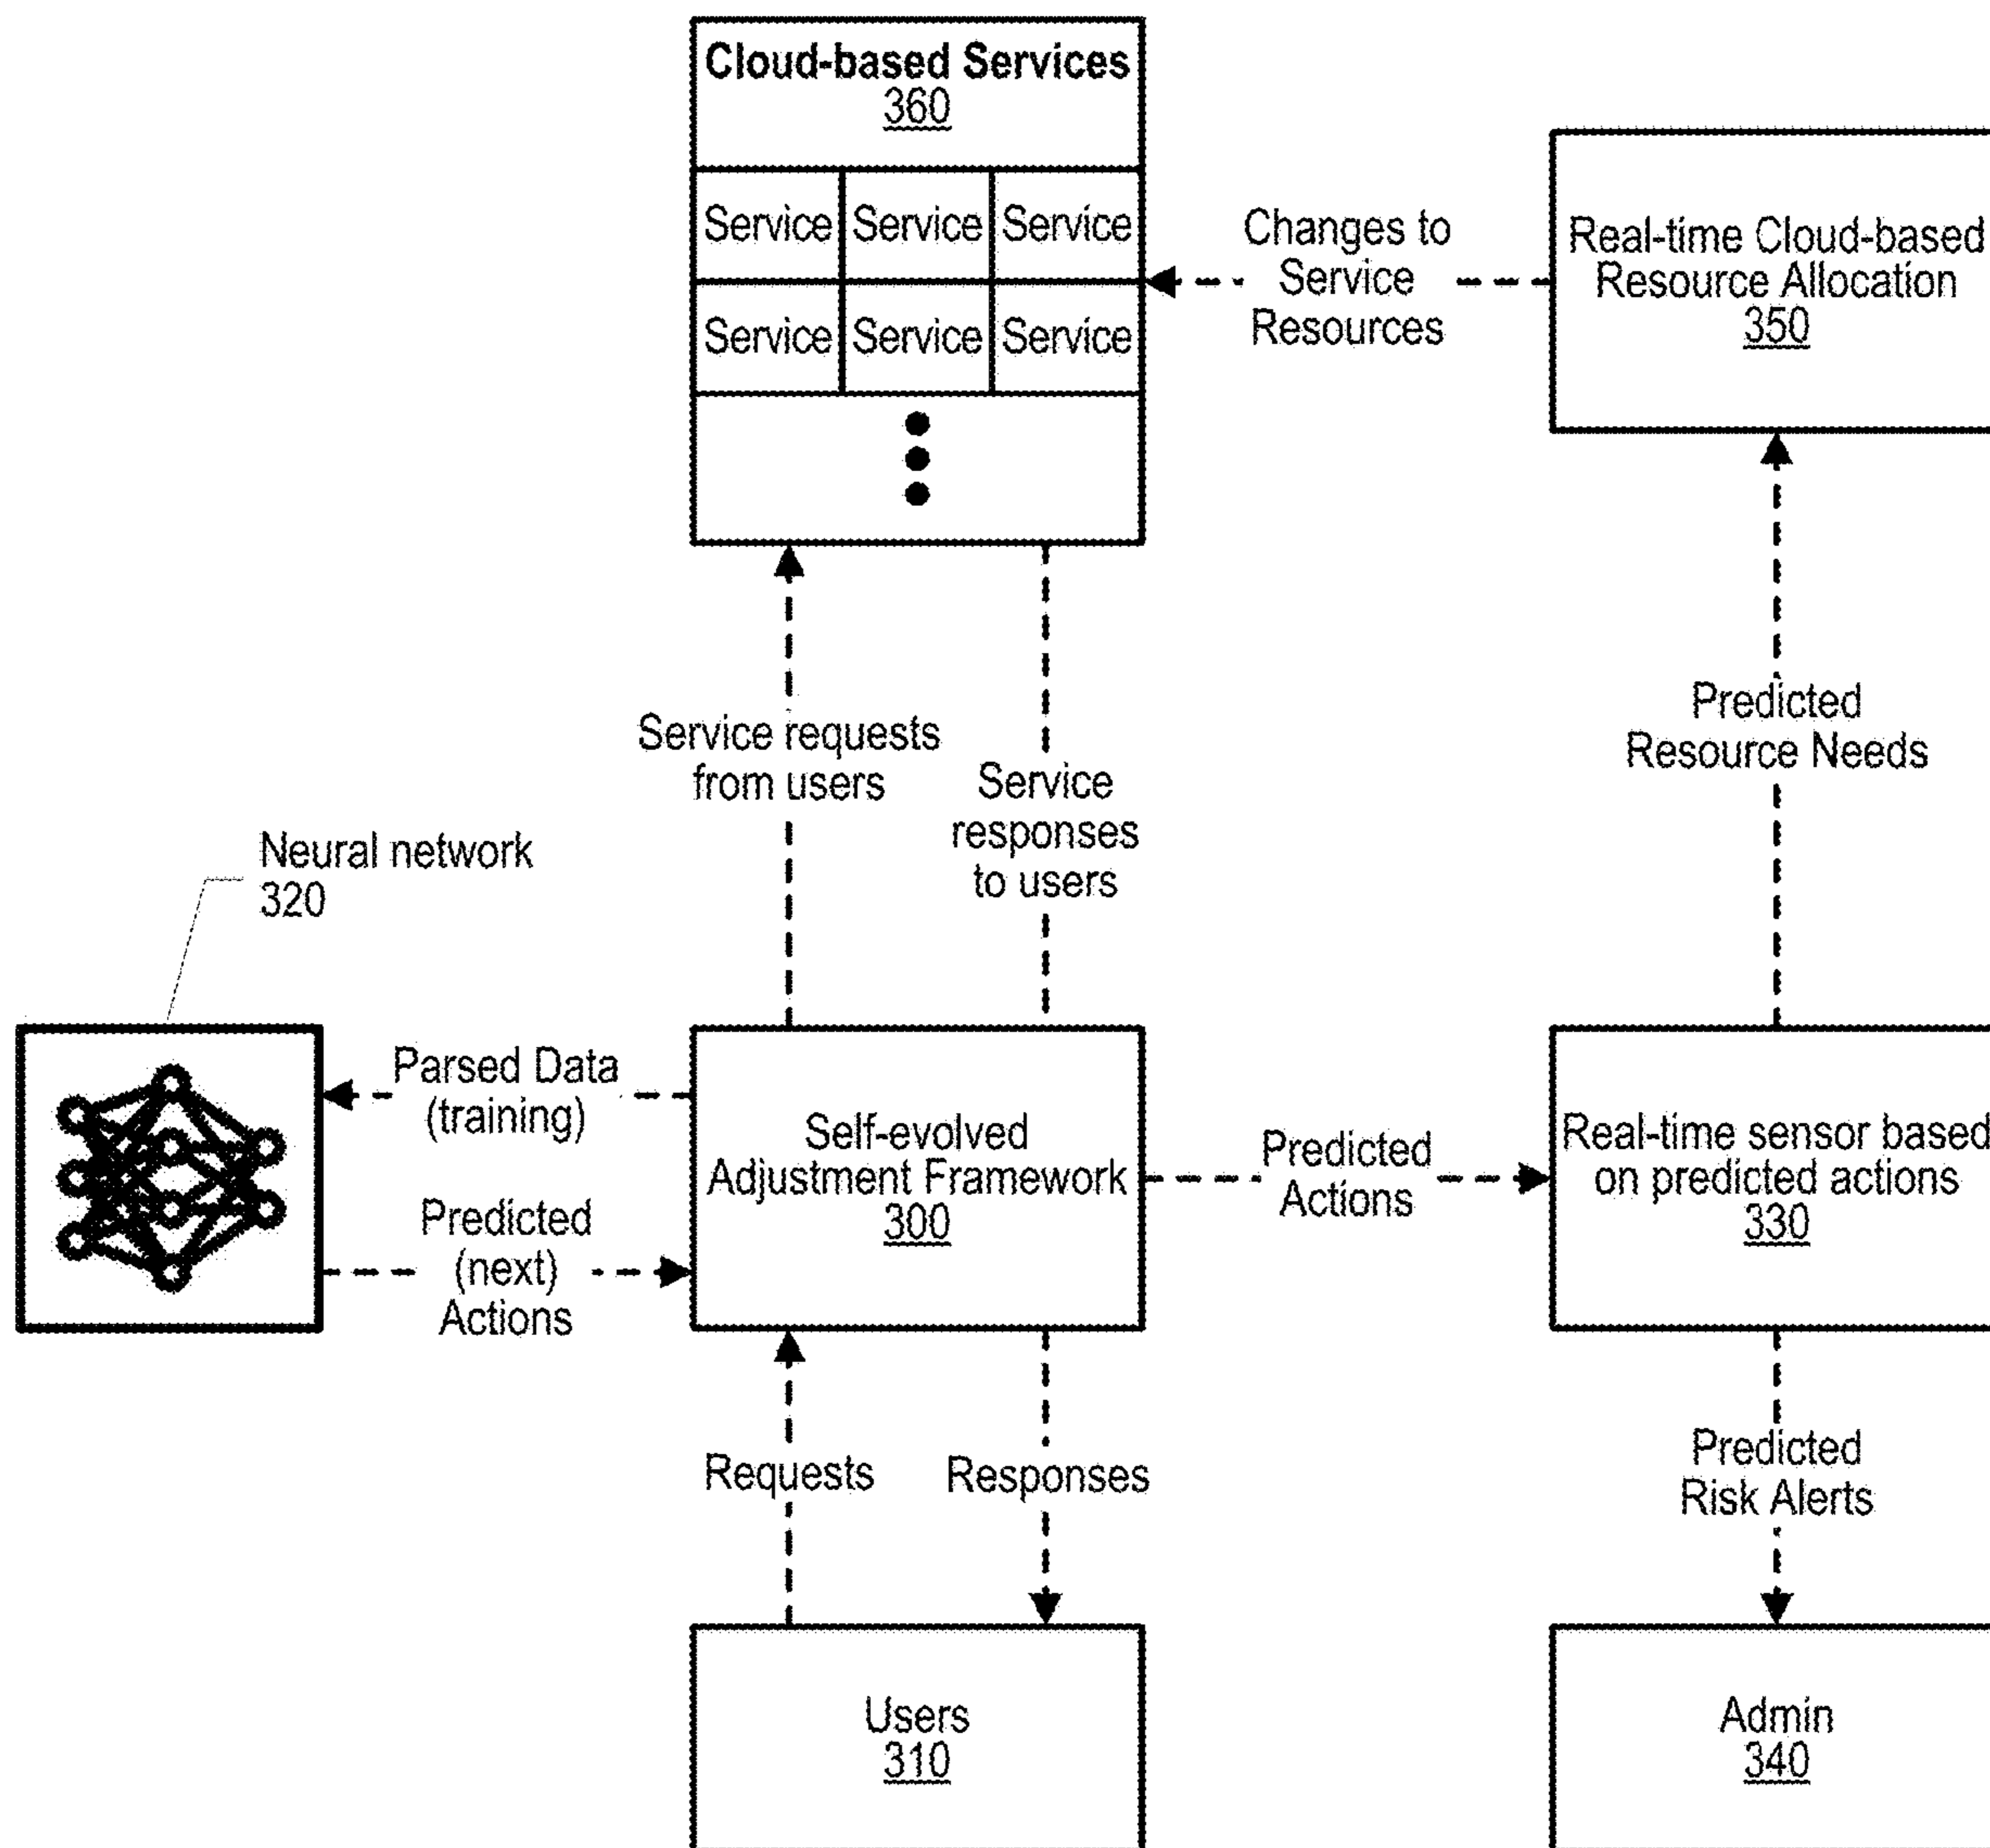 Cloud-based Services
360
Service Service Service
Service Service Service
Changes to
Service
Resources
Real-time Cloud-based
Resource Allocation
350
Service requests
from users
Service
responses
to users
Predicted
Resource Needs
Neural network
320
Parsed Data
(training)
Predicted
(next)
Actions
Self-evolved
Adjustment Framework
300
Predicted
Actions
Real-time sensor based
on predicted actions
330
Requests
Responses
Predicted
Risk Alerts
Users
310
Admin
340